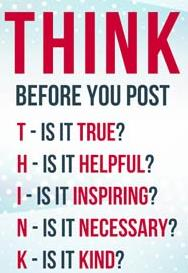 THINK
BEFORE YOU POST
T - IS IT TRUE?
H - IS IT HELPFUL?
I - IS IT INSPIRING?
N - IS IT NECESSARY?
K - IS IT KIND?